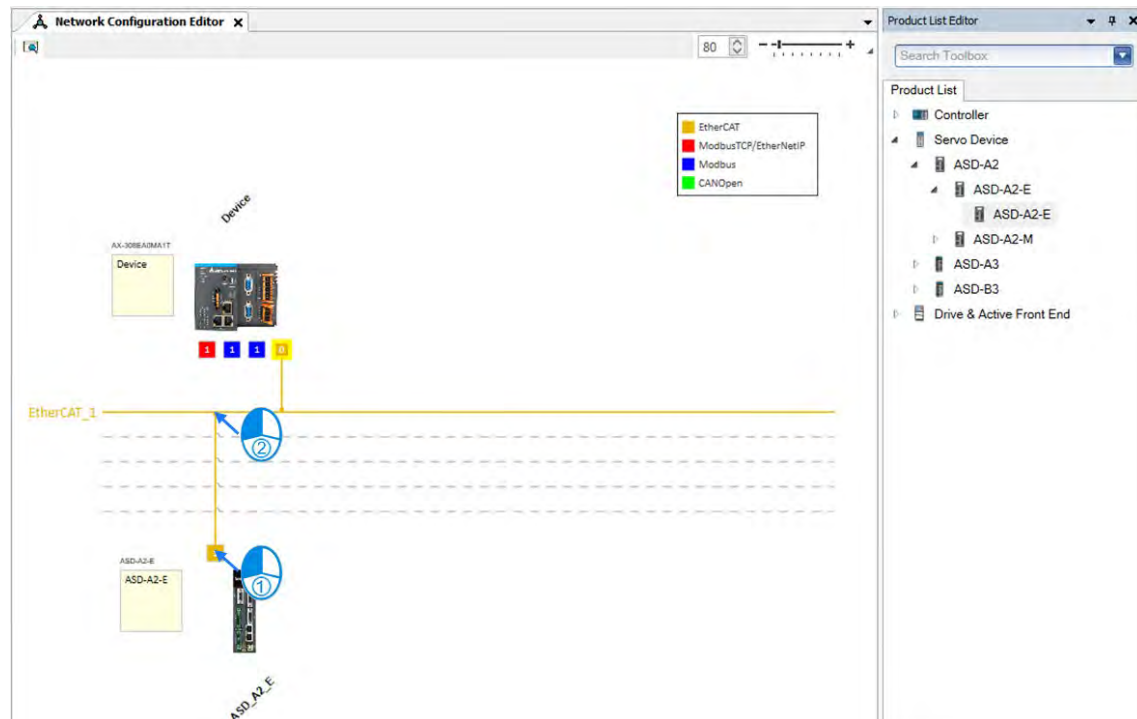 Network Configuration Editor
Product List Editor
80
Search Toolbox
Product List
Controller
Servo Device
ASD-A2
ASD-A2-E
ASD-A2-E
ASD-A2-M
ASD-A3
ASD-B3
Drive & Active Front End
EtherCAT
ModbusTCP/EtherNetIP
Modbus
CANOpen
Device
AX-308EA0MA1T
Device
1 1 1 0
EtherCAT_1
②
①
ASD-A2-E
ASD-A2-E
ASD_A2_E